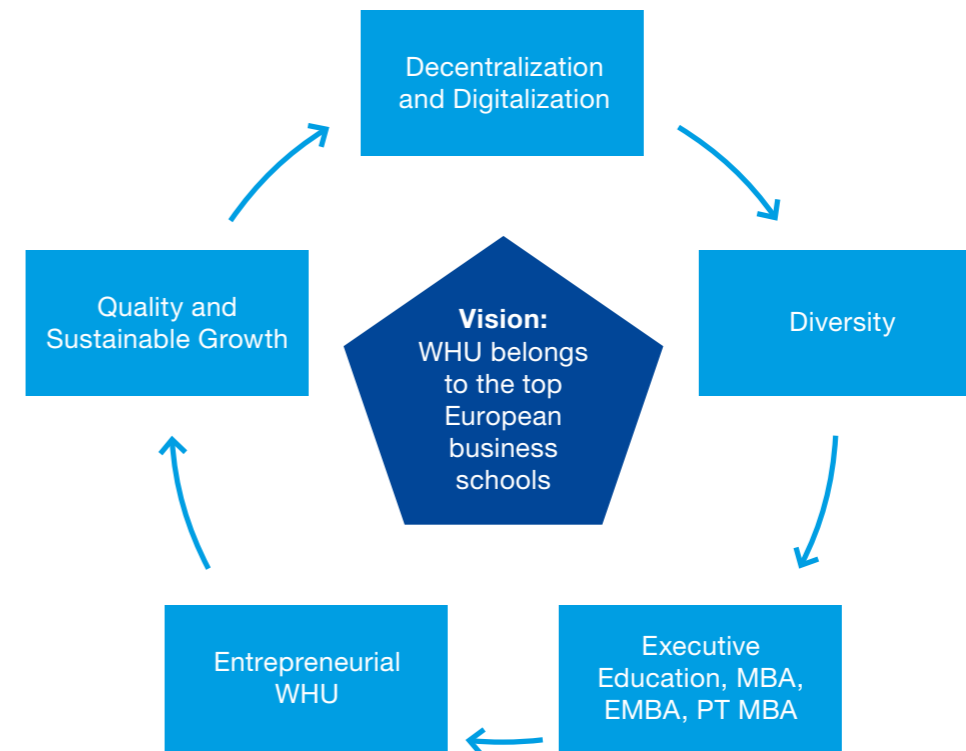 Decentralization
and Digitalization
Quality and
Sustainable Growth
Vision:
WHU belongs
to the top
European
business
schools
Diversity
Entrepreneurial
WHU
Executive
Education, MBA,
EMBA, PT MBA